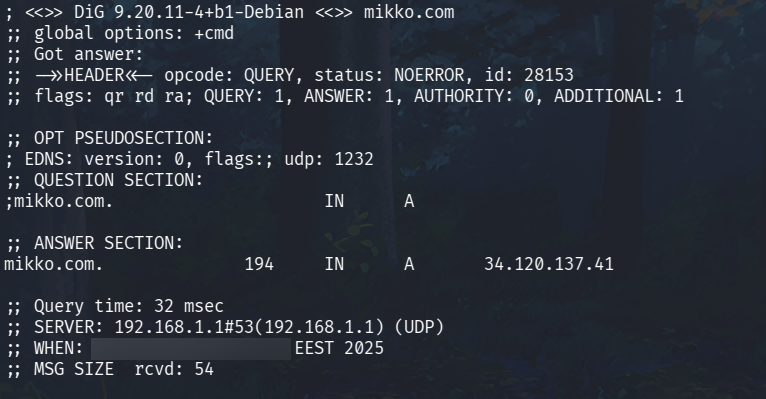 ; <<>> DiG 9.20.11-4+b1-Debian <<>> mikko.com
;; global options: +cmd
;; Got answer:
;; ->>HEADER<<- opcode: QUERY, status: NOERROR, id: 28153
;; flags: qr rd ra; QUERY: 1, ANSWER: 1, AUTHORITY: 0, ADDITIONAL: 1
;; OPT PSEUDOSECTION:
; EDNS: version: 0, flags:; udp: 1232
;; QUESTION SECTION:
;mikko.com. IN A
;; ANSWER SECTION:
mikko.com. 194 IN A 34.120.137.41
;; Query time: 32 msec
;; SERVER: 192.168.1.1#53(192.168.1.1) (UDP)
;; WHEN: EEST 2025
;; MSG SIZE rcvd: 54